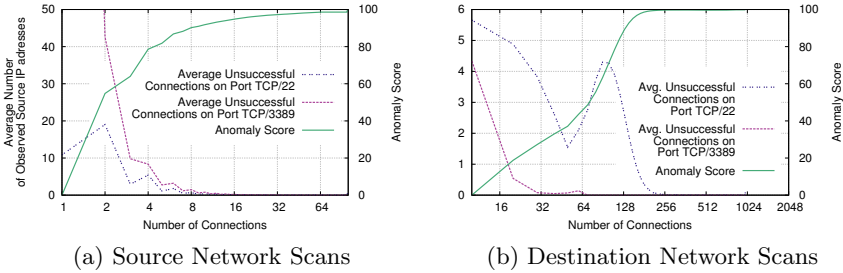 50
40
30
20
10
0
1
2
4
8
16
32
64
0
20
40
60
80
100
Average Number
of Observed Source IP adresses
Anomaly Score
Number of Connections
Average Unsuccessful
Connections on Port TCP/22
Average Unsuccessful
Connections on Port TCP/3389
Anomaly Score
(a) Source Network Scans
6
5
4
3
2
1
0
16
32
64
128
256
512
1024
2048
0
20
40
60
80
100
Anomaly Score
Number of Connections
Avg. Unsuccessful
Connections on
Port TCP/22
Avg. Unsuccessful
Connections on
Port TCP/3389
Anomaly Score
(b) Destination Network Scans